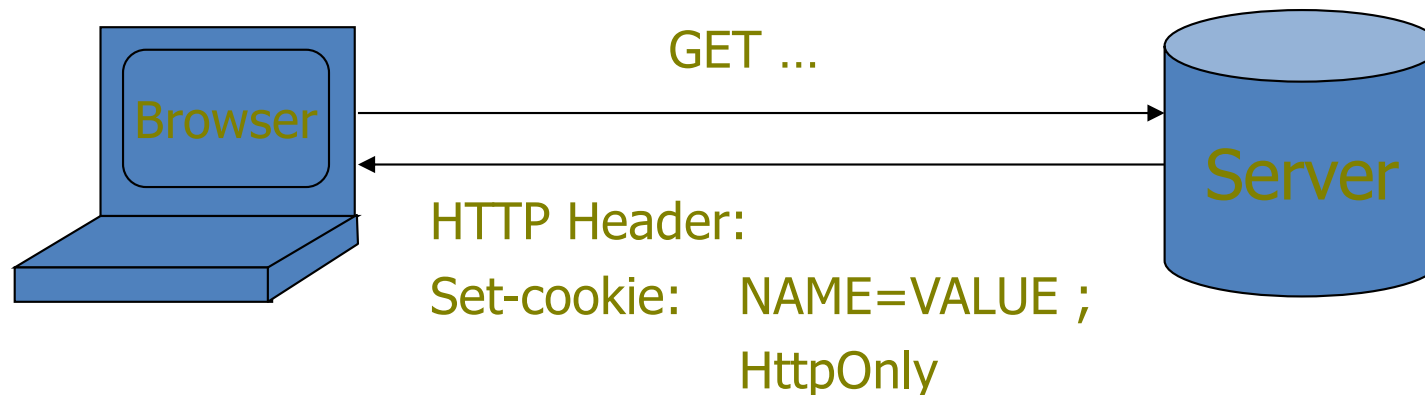 GET …
Browser
Server
HTTP Header:
Set-cookie: NAME=VALUE ;
HttpOnly